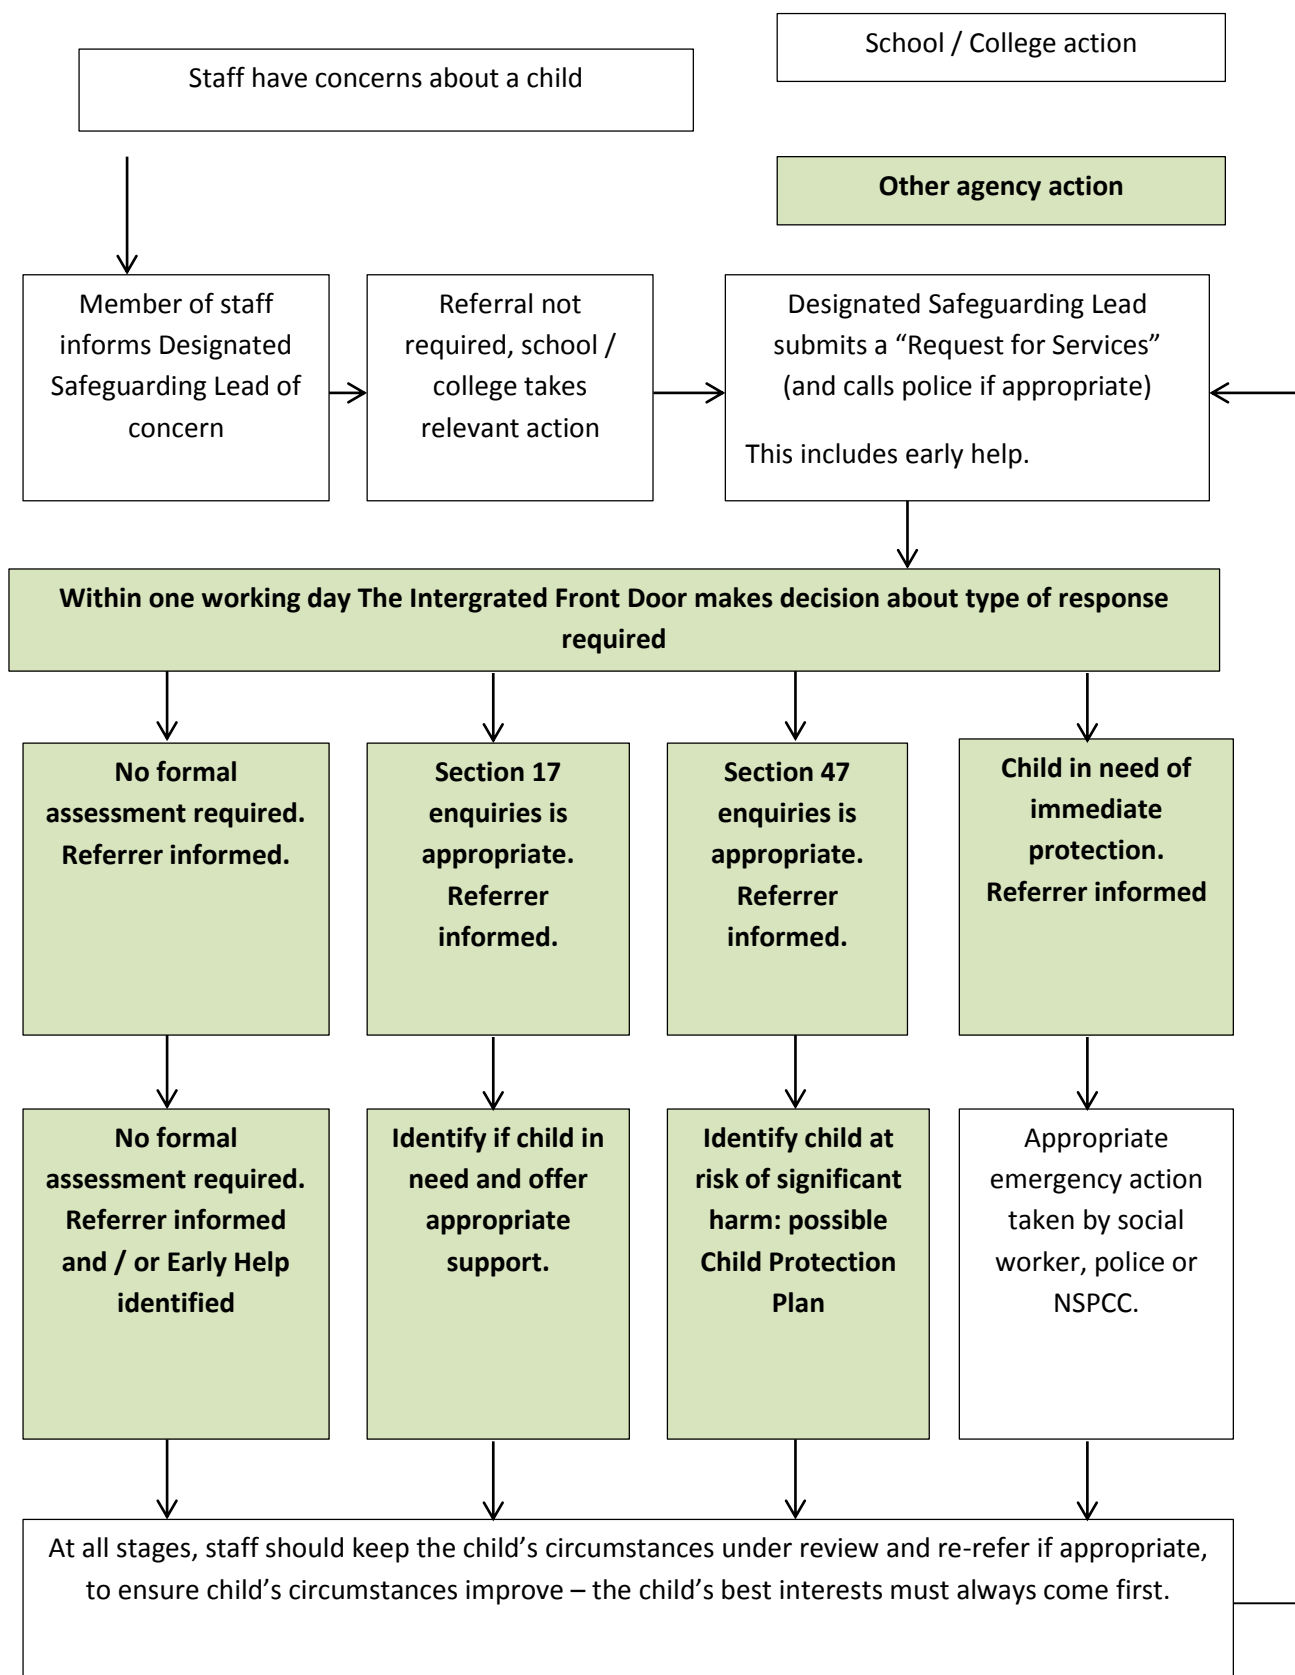 School / College action
Staff have concerns about a child
Other agency action
Member of staff
informs Designated
Safeguarding Lead of
concern
Referral not
required, school /
college takes
relevant action
Designated Safeguarding Lead
submits a “Request for Services”
(and calls police if appropriate)
This includes early help.
Within one working day The Intergrated Front Door makes decision about type of response
required
No formal
assessment required.
Referrer informed.
Section 17
enquiries is
appropriate.
Referrer
informed.
Section 47
enquiries is
appropriate.
Referrer
informed.
Child in need of
immediate
protection.
Referrer informed
No formal
assessment required.
Referrer informed
and / or Early Help
identified
Identify if child in
need and offer
appropriate
support.
Identify child at
risk of significant
harm: possible
Child Protection
Plan
Appropriate
emergency action
taken by social
worker, police or
NSPCC.
At all stages, staff should keep the child’s circumstances under review and re-refer if appropriate,
to ensure child’s circumstances improve – the child’s best interests must always come first.